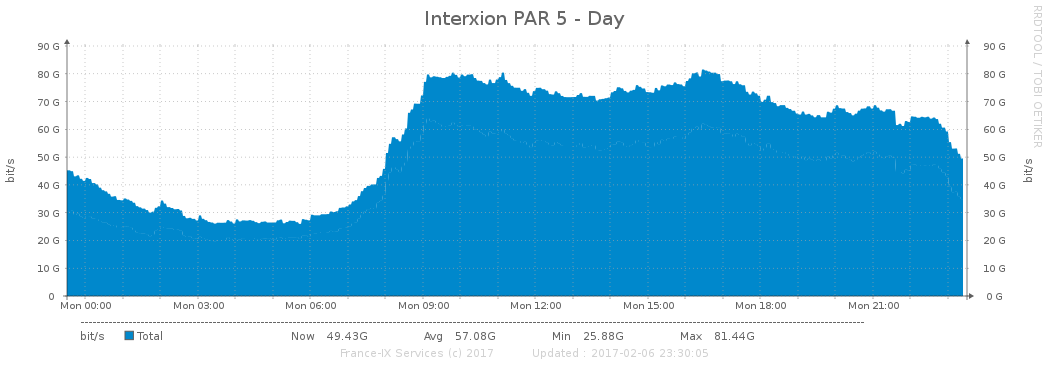 Interxion PAR 5 - Day
RRDTOOL / TOBI OETIKER
bit/s
90 G 90 G
80 G 80 G
70 G 70 G
60 G 60 G
50 G 50 G
40 G 40 G
30 G 30 G
20 G 20 G
10 G 10 G
0 0 G
bit/s
Mon 00:00 Mon 03:00 Mon 06:00 Mon 09:00 Mon 12:00 Mon 15:00 Mon 18:00 Mon 21:00
bit/s Total Now 49.43G Avg 57.08G Min 25.88G Max 81.44G
France-IX Services (c) 2017 Updated : 2017-02-06 23:30:05